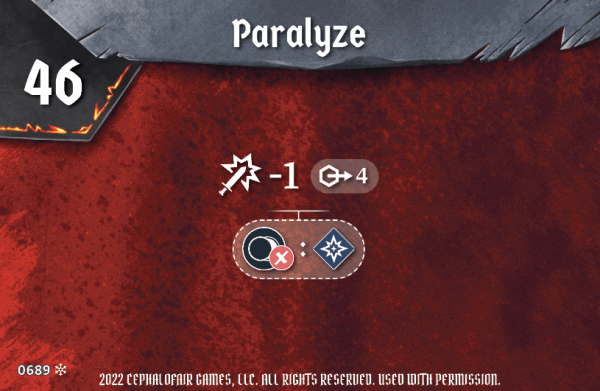 Paralyze
46
-1 4
:
0689
2022 CEPHALOFAIR GAMES, LLC. ALL RIGHTS RESERVED. USED WITH PERMISSION.